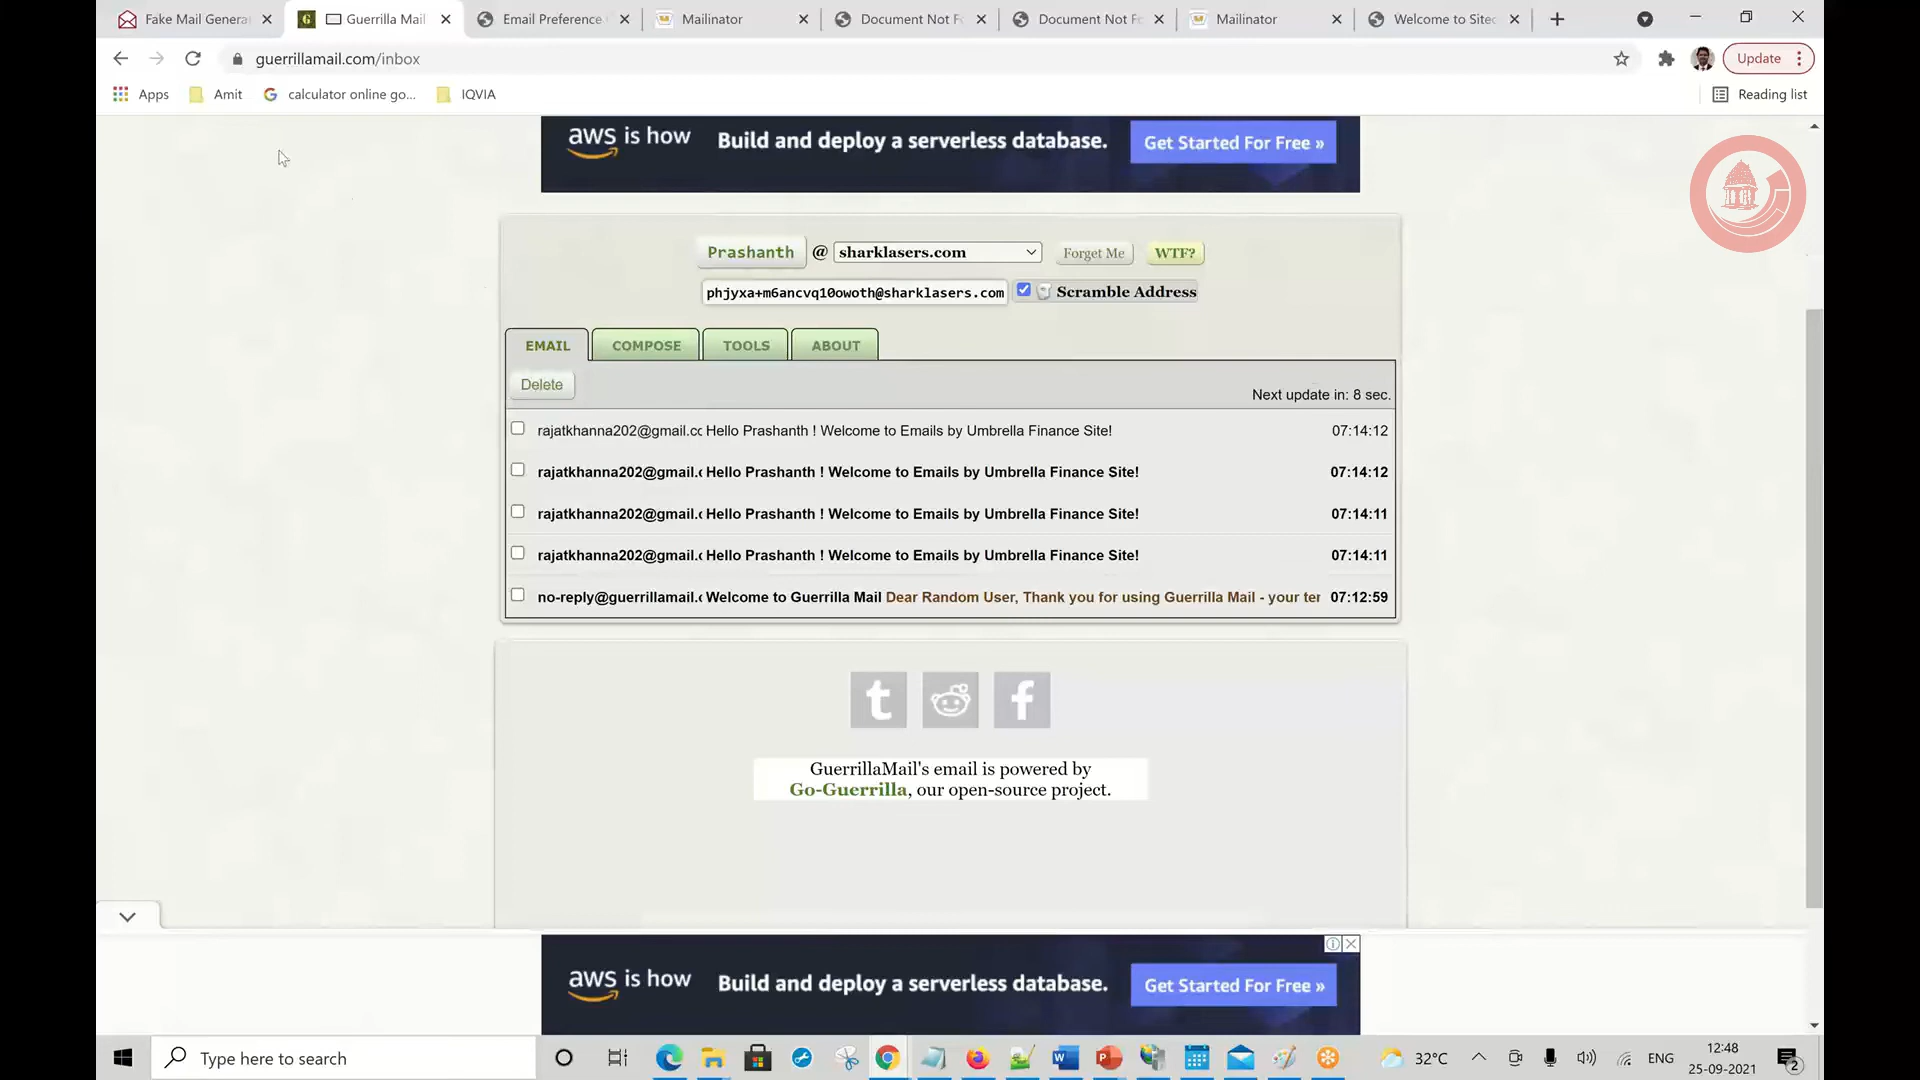 Fake Mail Genera
Guerrilla Mail
Email Preference
Mailinator
Document Not F
Document Not F
Mailinator
Welcome to Sitec
guerrillamail.com/inbox
Update
Apps
Amit
calculator online go...
IQVIA
Reading list
aws is how
Build and deploy a serverless database.
Get Started For Free »
Prashanth @ sharklasers.com
Forget Me
WTF?
phjyxa+m6ancvq10owoth@sharklasers.com
Scramble Address
EMAIL
COMPOSE
TOOLS
ABOUT
Delete
Next update in: 8 sec.
rajatkhanna202@gmail.cc Hello Prashanth ! Welcome to Emails by Umbrella Finance Site! 07:14:12
rajatkhanna202@gmail.c Hello Prashanth ! Welcome to Emails by Umbrella Finance Site! 07:14:12
rajatkhanna202@gmail.c Hello Prashanth ! Welcome to Emails by Umbrella Finance Site! 07:14:11
rajatkhanna202@gmail.c Hello Prashanth ! Welcome to Emails by Umbrella Finance Site! 07:14:11
no-reply@guerrillamail.c Welcome to Guerrilla Mail Dear Random User, Thank you for using Guerrilla Mail - your ter 07:12:59
GuerrillaMail's email is powered by
Go-Guerrilla, our open-source project.
aws is how
Build and deploy a serverless database.
Get Started For Free »
Type here to search
32°C
ENG
12:48
25-09-2021
2